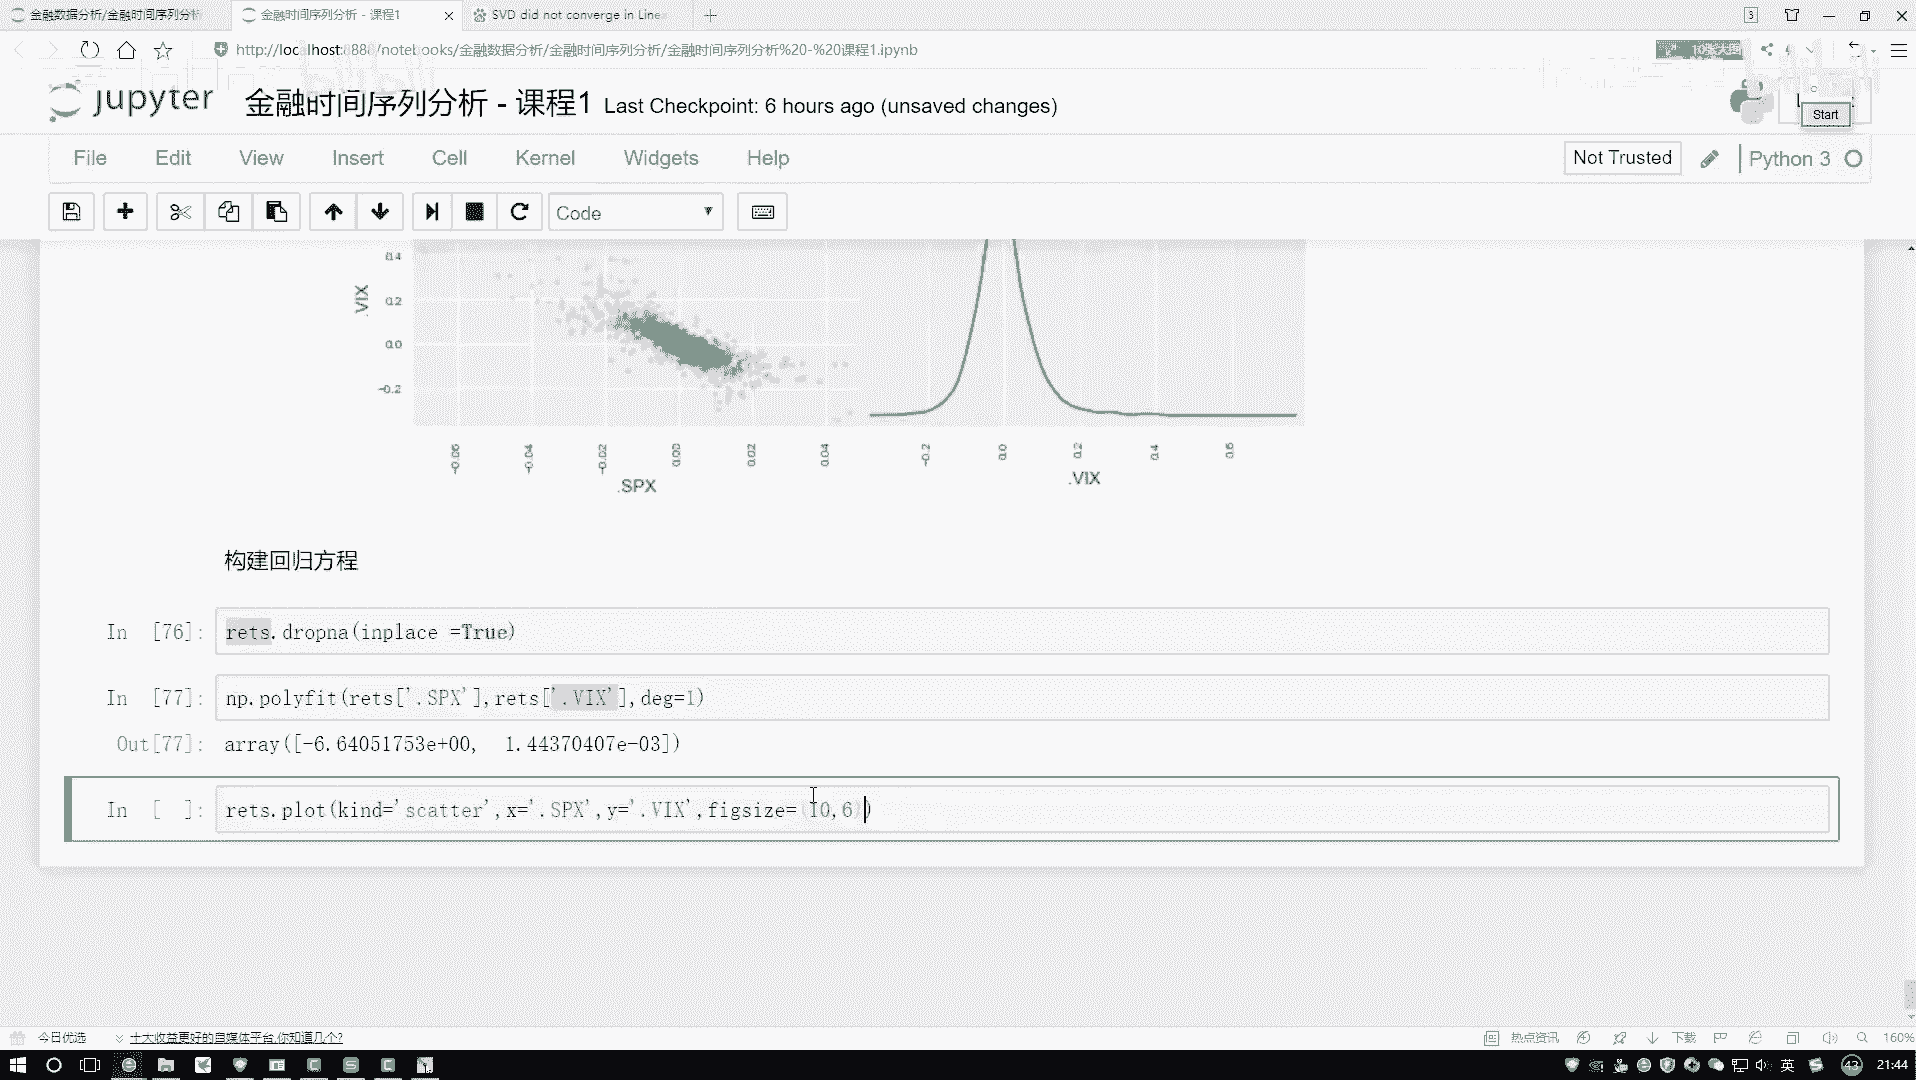 金融数据分析/金融时间序列分析
金融时间序列分析 - 课程1
SVD did not converge in Linea
3
http://localhost:8888/notebooks/金融数据分析/金融时间序列分析/金融时间序列分析%20-%20课程1.ipynb
jupyter 金融时间序列分析 - 课程1 Last Checkpoint: 6 hours ago (unsaved changes)
Start
File Edit View Insert Cell Kernel Widgets Help
Not Trusted
Python 3
Code
0.4
0.2
0.0
-0.2
.VIX
-0.06 -0.04 -0.02 0.00 0.02 0.04
-0.2 0.0 0.2 0.4 0.6
.SPX
.VIX
构建回归方程
In [76]: rets.dropna(inplace =True)
In [77]: np.polyfit(rets['.SPX'],rets['.VIX'],deg=1)
Out[77]: array([-6.64051753e+00, 1.44370407e-03])
In [ ]: rets.plot(kind='scatter',x='.SPX',y='.VIX',figsize=(10,6))
今日优选
十大收益更好的自媒体平台,你知道几个?
热点资讯
下载
160%
英
43
21:44